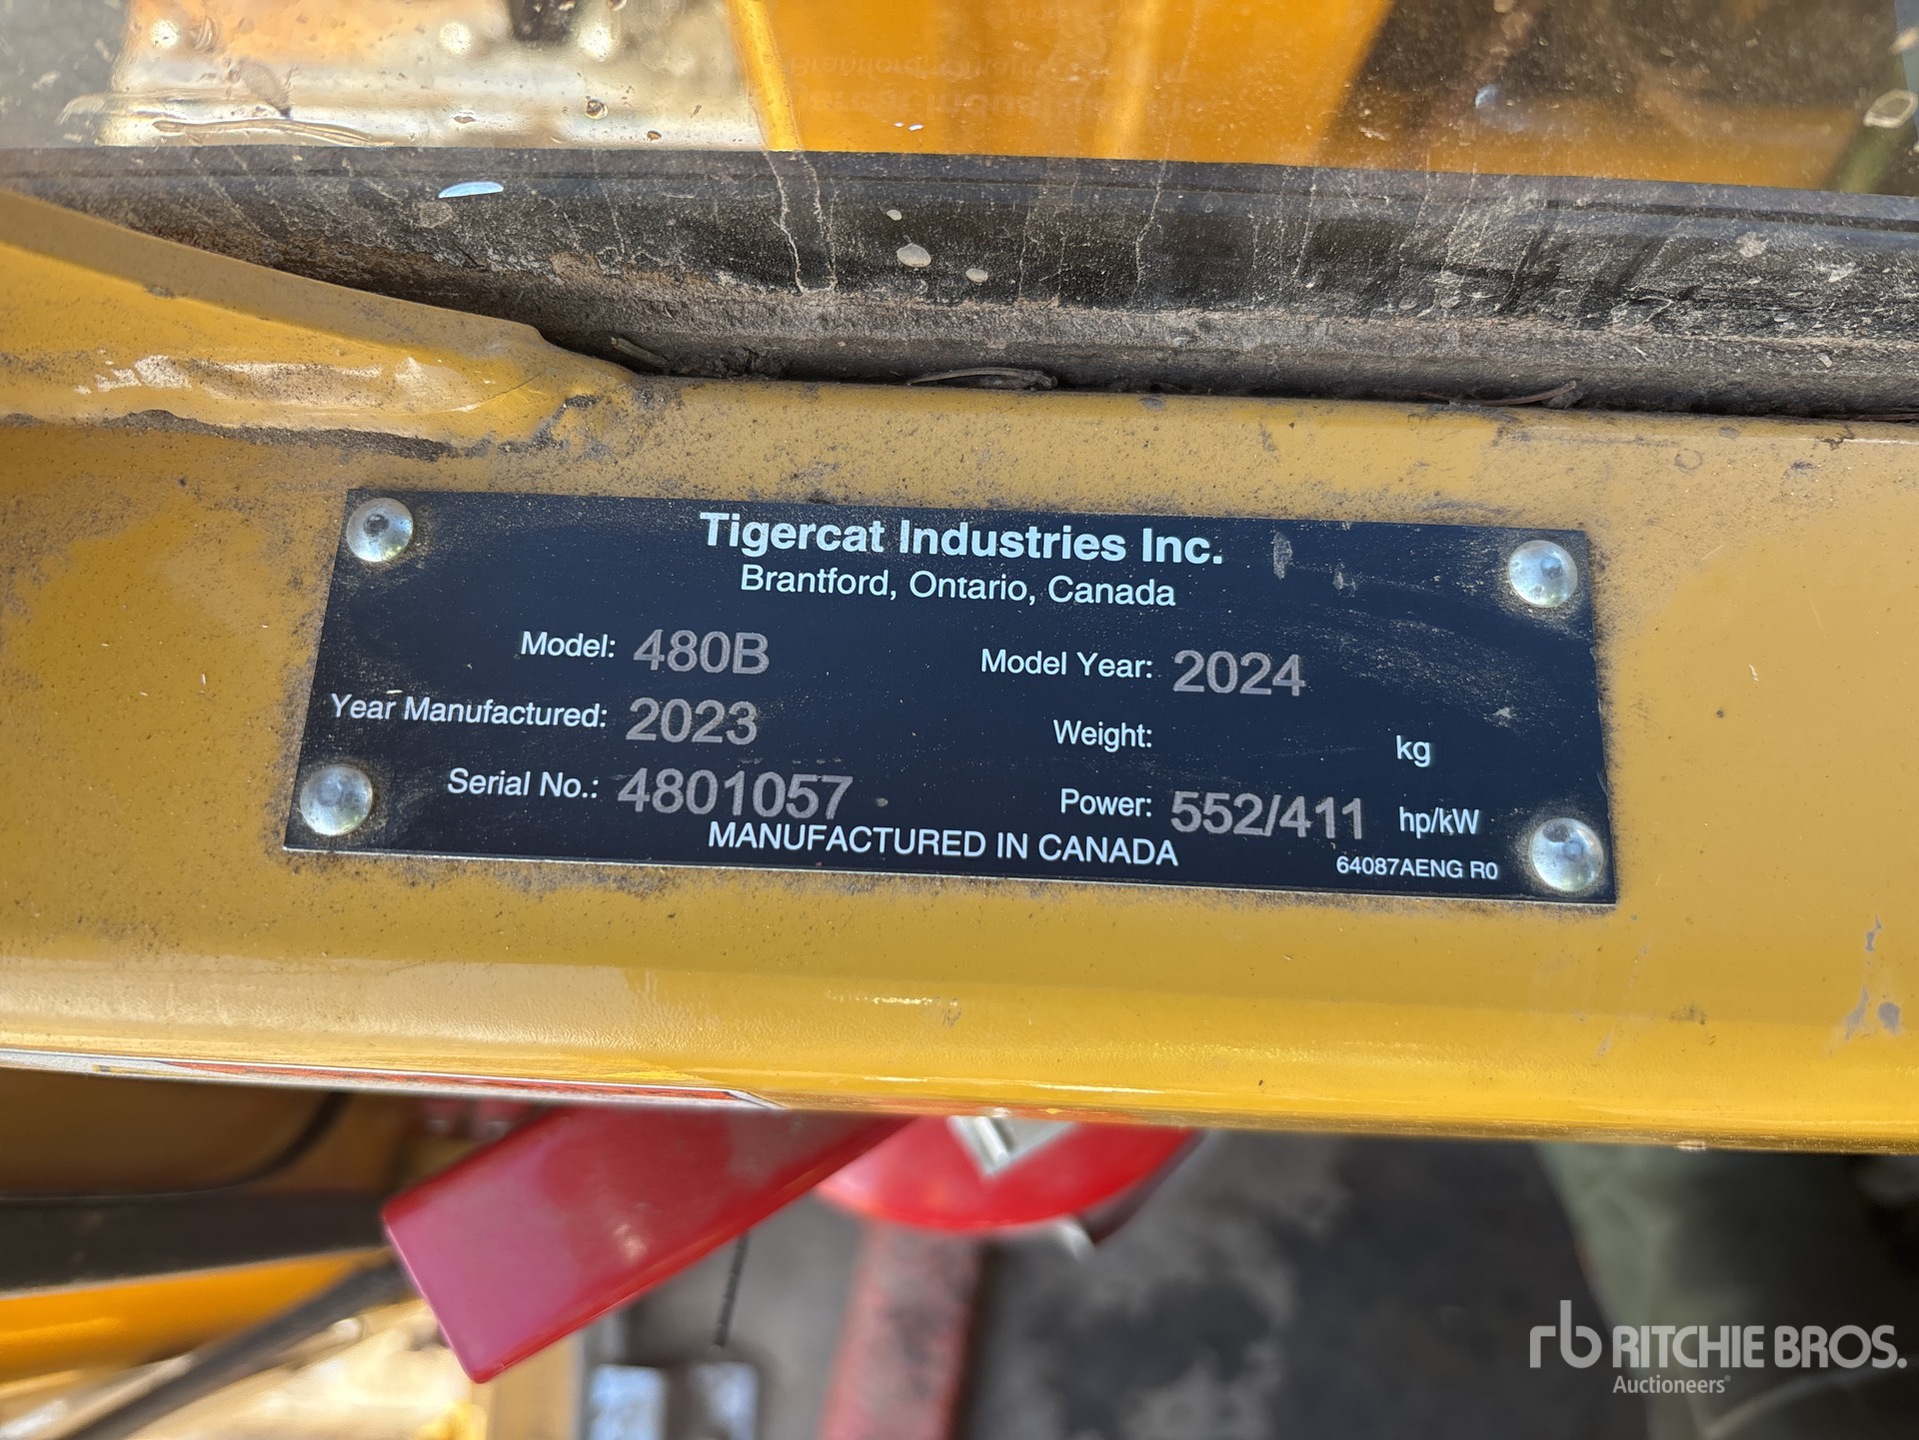 Tigercat Industries Inc.
Brantford, Ontario, Canada
Model: 480B Model Year: 2024
Year Manufactured: 2023 Weight: kg
Serial No.: 4801057 Power: 552/411 hp/kW
MANUFACTURED IN CANADA 64087AENG R0
rb RITCHIE BROS.
Auctioneers®